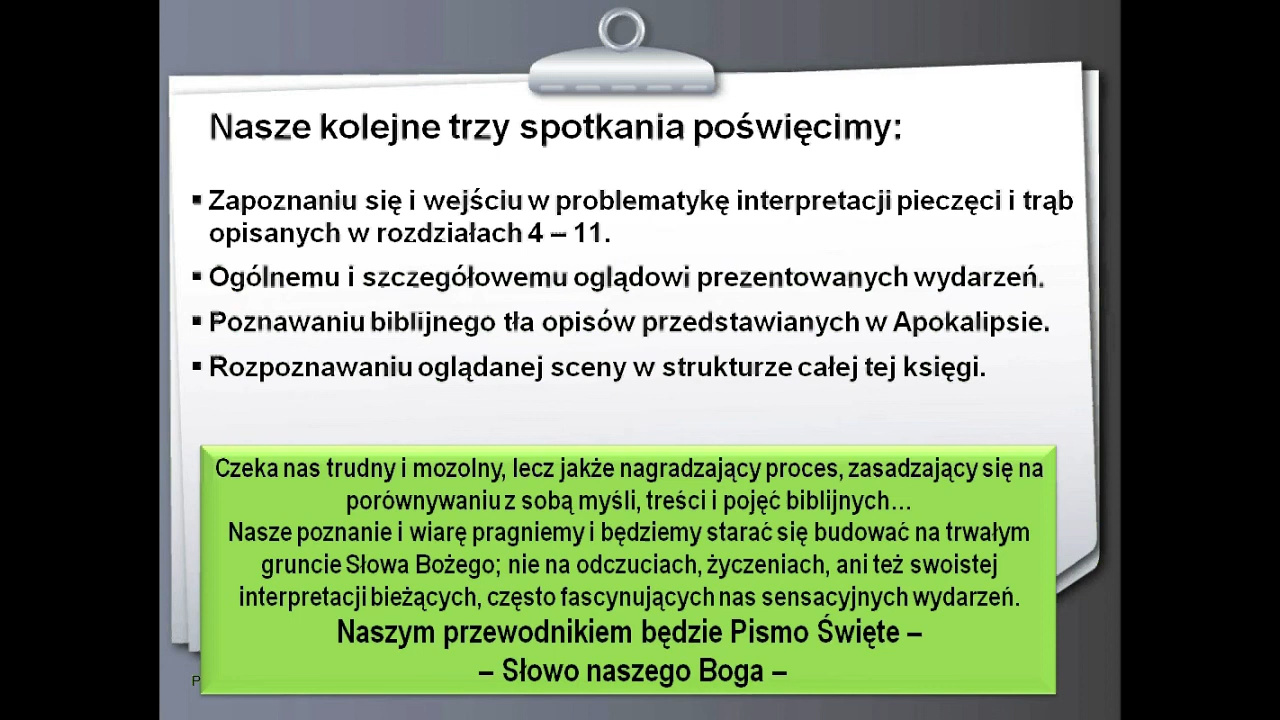 Nasze kolejne trzy spotkania poświęcimy:
▪ Zapoznaniu się i wejściu w problematykę interpretacji pieczęci i trąb
opisanych w rozdziałach 4 – 11.
▪ Ogólnemu i szczegółowemu oglądowi prezentowanych wydarzeń.
▪ Poznawaniu biblijnego tła opisów przedstawianych w Apokalipsie.
▪ Rozpoznawaniu oglądanej sceny w strukturze całej tej księgi.
Czeka nas trudny i mozolny, lecz jakże nagradzający proces, zasadzający się na
porównywaniu z sobą myśli, treści i pojęć biblijnych…
Nasze poznanie i wiarę pragniemy i będziemy starać się budować na trwałym
gruncie Słowa Bożego; nie na odczuciach, życzeniach, ani też swoistej
interpretacji bieżących, często fascynujących nas sensacyjnych wydarzeń.
Naszym przewodnikiem będzie Pismo Święte –
– Słowo naszego Boga –